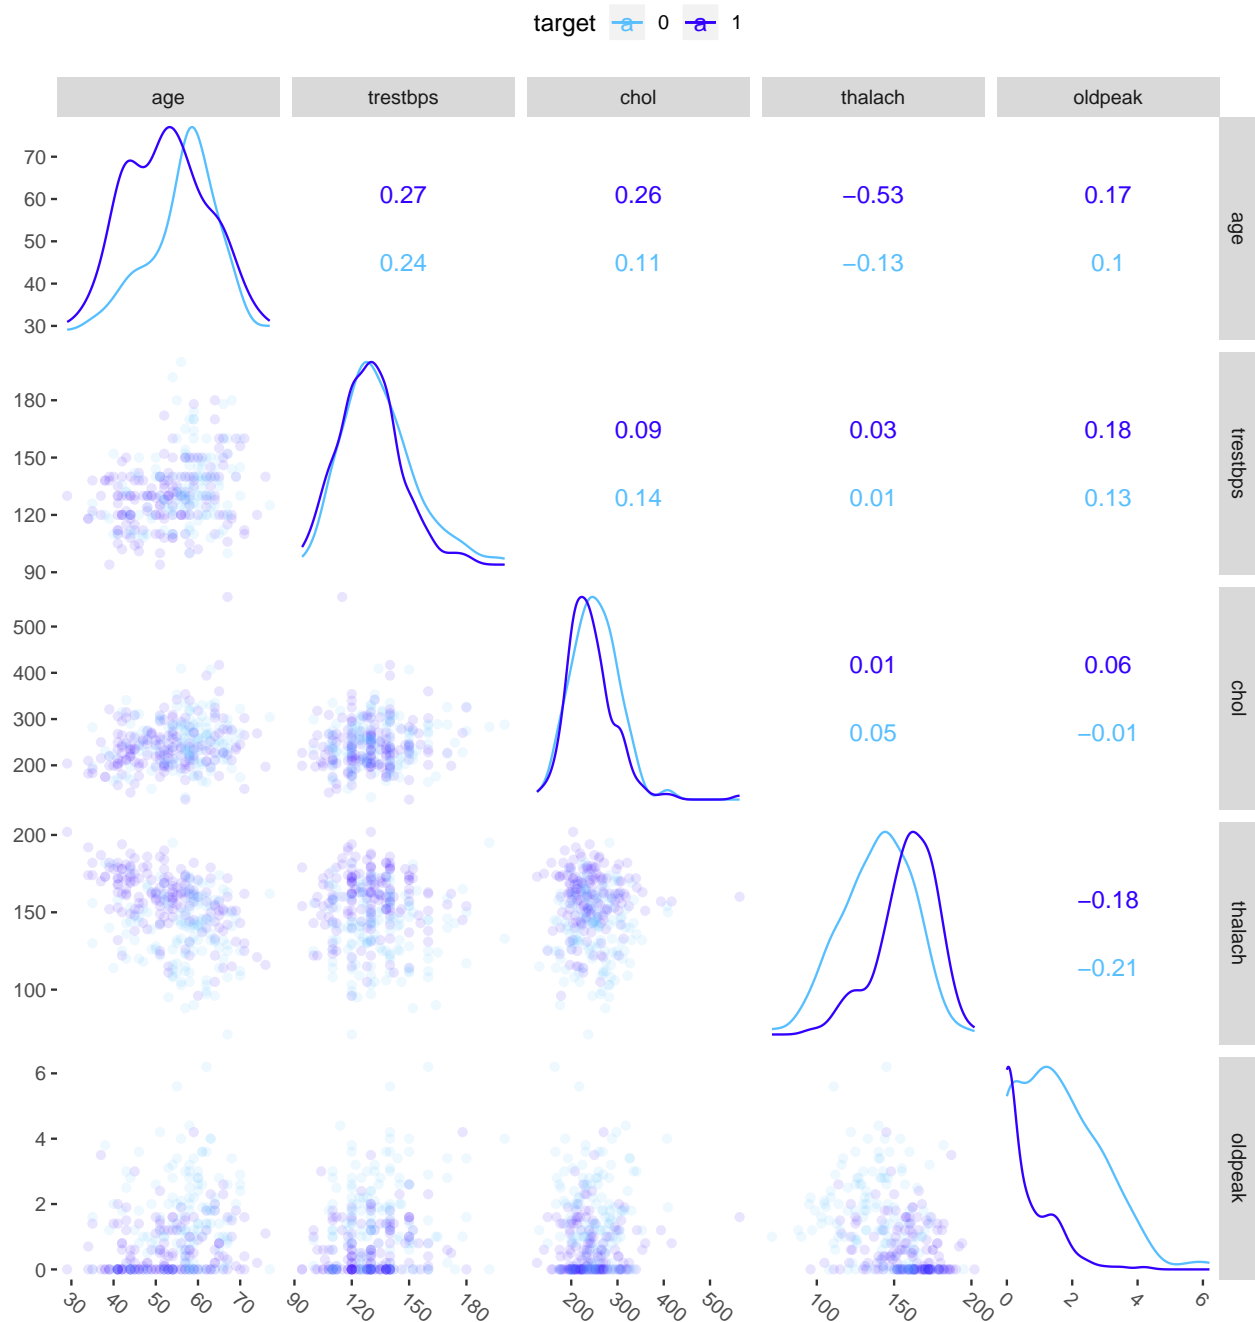 target a 0 a 1
age trestbps chol thalach oldpeak
70
60
50
40
30
0.27 0.26 −0.53 0.17
0.24 0.11 −0.13 0.1
age
180
150
120
90
0.09 0.03 0.18
0.14 0.01 0.13
trestbps
500
400
300
200
0.01 0.06
0.05 −0.01
chol
200
150
100
−0.18
−0.21
thalach
6
4
2
0
oldpeak
30 40 50 60 70 90 120 150 180 200 300 400 500 100 150 200 0 2 4 6